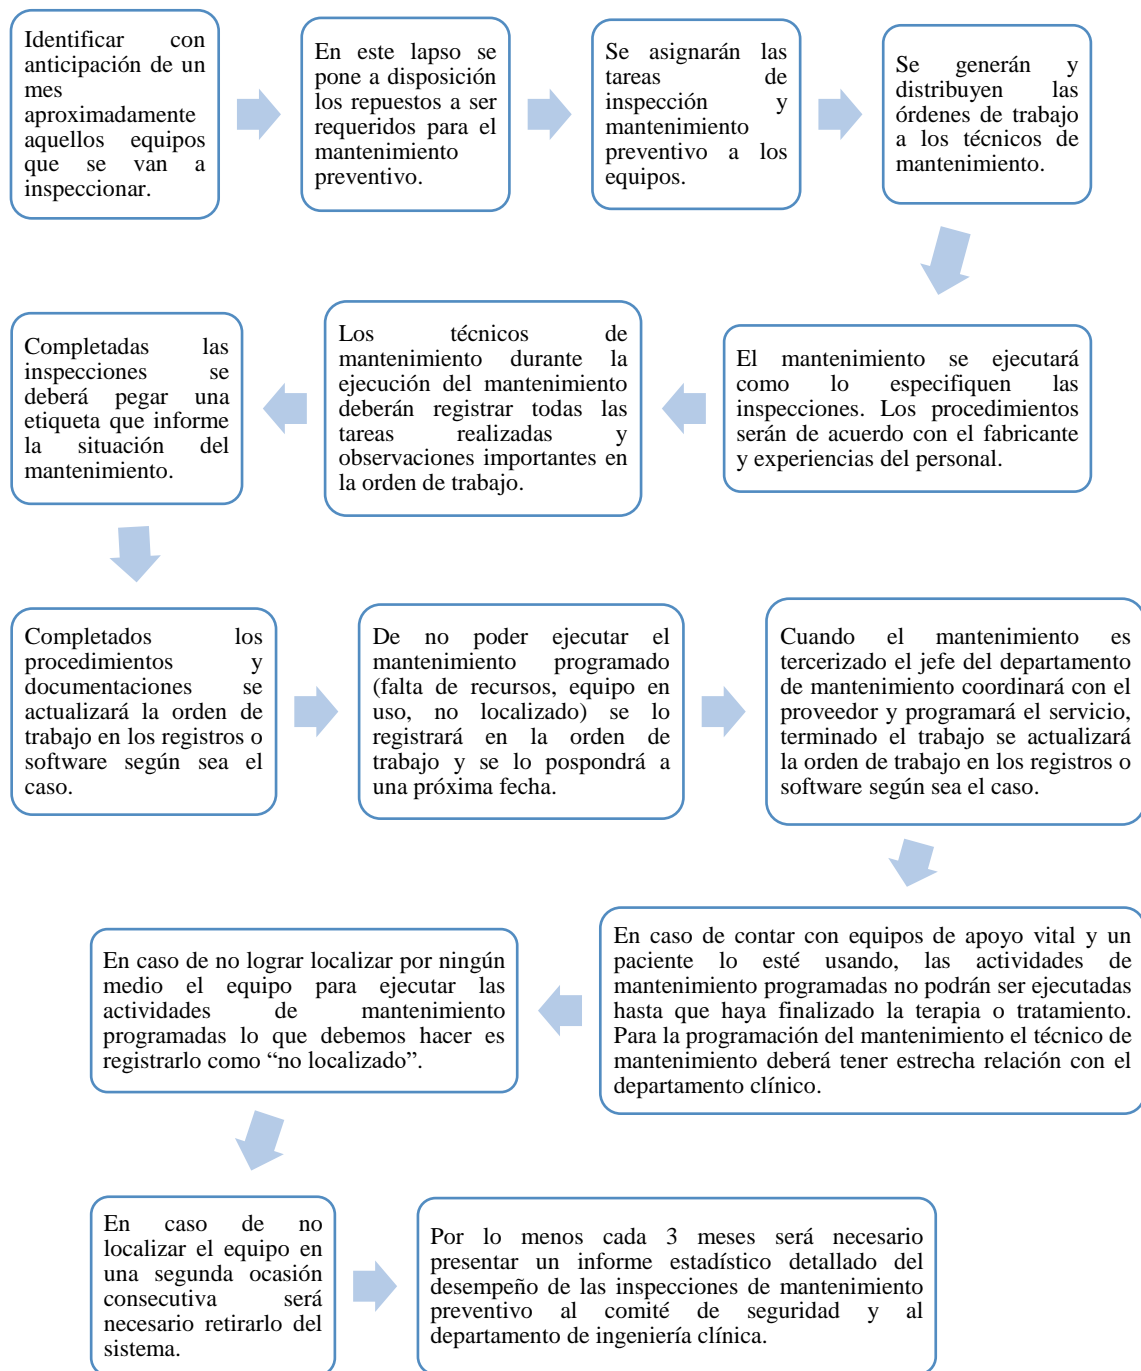 Identificar con
anticipación de un
mes
aproximadamente
aquellos equipos
que se van a
inspeccionar.
En este lapso se
pone a disposición
los repuestos a ser
requeridos para el
mantenimiento
preventivo.
Se asignarán las
tareas de
inspección y
mantenimiento
preventivo a los
equipos.
Se generán y
distribuyen las
órdenes de trabajo
a los técnicos de
mantenimiento.
El mantenimiento se ejecutará
como lo especifiquen las
inspecciones. Los procedimientos
serán de acuerdo con el fabricante
y experiencias del personal.
Los técnicos de
mantenimiento durante la
ejecución del mantenimiento
deberán registrar todas las
tareas realizadas y
observaciones importantes en
la orden de trabajo.
Completadas las
inspecciones se
deberá pegar una
etiqueta que informe
la situación del
mantenimiento.
Completados los
procedimientos y
documentaciones se
actualizará la orden de
trabajo en los registros o
software según sea el
caso.
De no poder ejecutar el
mantenimiento programado
(falta de recursos, equipo en
uso, no localizado) se lo
registrará en la orden de
trabajo y se lo pospondrá a
una próxima fecha.
Cuando el mantenimiento es
tercerizado el jefe del departamento
de mantenimiento coordinará con el
proveedor y programará el servicio,
terminado el trabajo se actualizará
la orden de trabajo en los registros o
software según sea el caso.
En caso de contar con equipos de apoyo vital y un
paciente lo esté usando, las actividades de
mantenimiento programadas no podrán ser ejecutadas
hasta que haya finalizado la terapia o tratamiento.
Para la programación del mantenimiento el técnico de
mantenimiento deberá tener estrecha relación con el
departamento clínico.
En caso de no lograr localizar por ningún
medio el equipo para ejecutar las
actividades de mantenimiento
programadas lo que debemos hacer es
registrarlo como “no localizado”.
En caso de no
localizar el equipo en
una segunda ocasión
consecutiva será
necesario retirarlo del
sistema.
Por lo menos cada 3 meses será necesario
presentar un informe estadístico detallado del
desempeño de las inspecciones de mantenimiento
preventivo al comité de seguridad y al
departamento de ingeniería clínica.